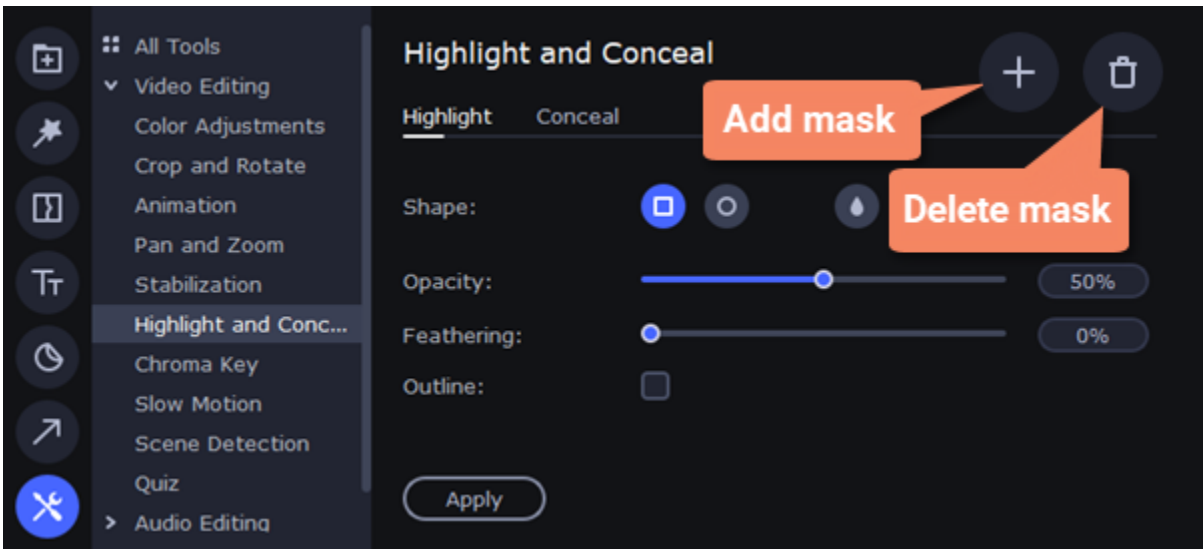 All Tools
Video Editing
Color Adjustments
Crop and Rotate
Animation
Pan and Zoom
Stabilization
Highlight and Conc...
Chroma Key
Slow Motion
Scene Detection
Quiz
Audio Editing
Highlight and Conceal
Highlight Conceal
Add mask
Delete mask
Shape:
Opacity: 50%
Feathering: 0%
Outline:
Apply
TT